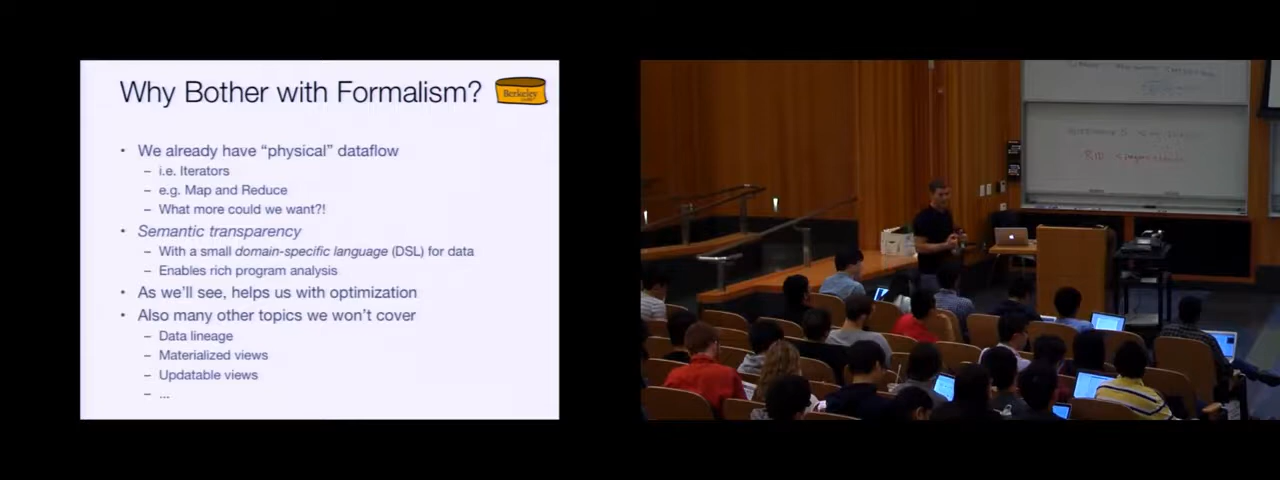 Why Bother with Formalism?
Berkeley
• We already have “physical” dataflow
– i.e. Iterators
– e.g. Map and Reduce
– What more could we want?!
• Semantic transparency
– With a small domain-specific language (DSL) for data
– Enables rich program analysis
• As we’ll see, helps us with optimization
• Also many other topics we won’t cover
– Data lineage
– Materialized views
– Updatable views
– ...
RID